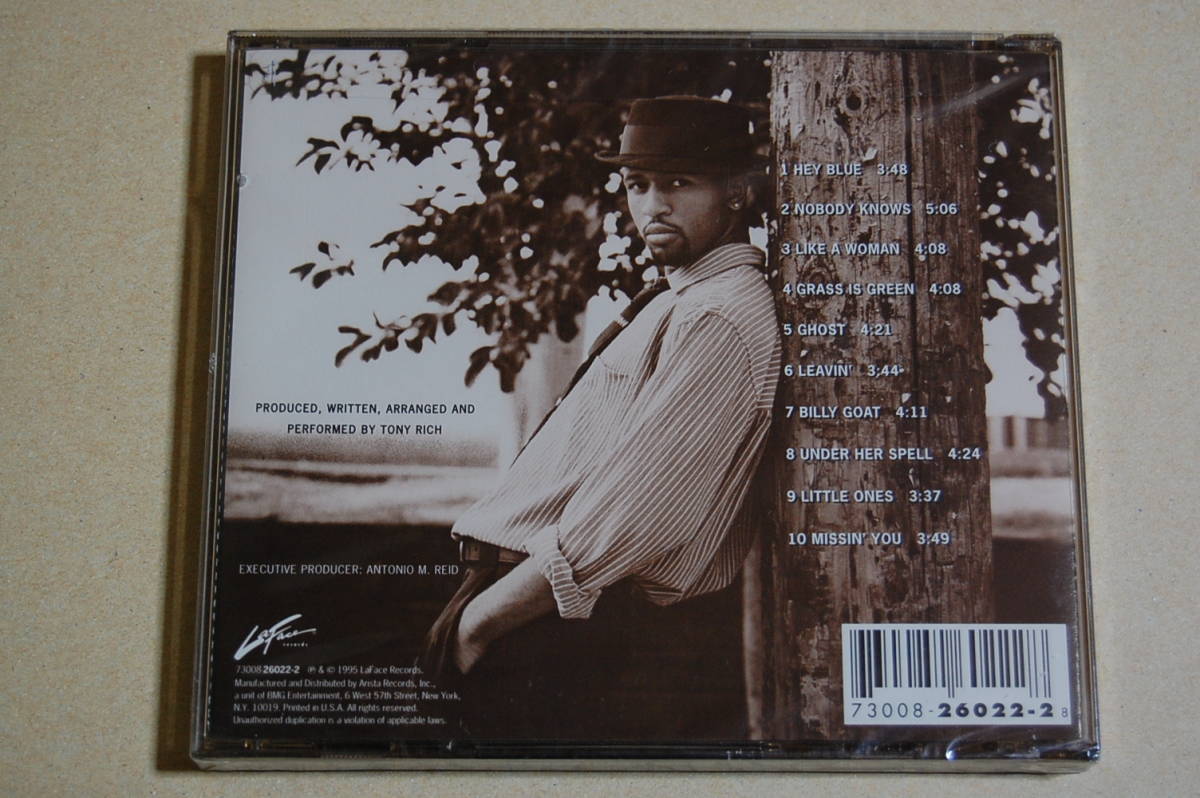 1 HEY BLUE 3:48
2 NOBODY KNOWS 5:06
3 LIKE A WOMAN 4:08
4 GRASS IS GREEN 4:08
5 GHOST 4:21
6 LEAVIN' 3:44
7 BILLY GOAT 4:11
8 UNDER HER SPELL 4:24
9 LITTLE ONES 3:37
10 MISSIN' YOU 3:49
PRODUCED, WRITTEN, ARRANGED AND
PERFORMED BY TONY RICH
EXECUTIVE PRODUCER: ANTONIO M. REID
LaFace
records
73008-26022-2 ℗ & © 1995 LaFace Records.
Manufactured and Distributed by Arista Records, Inc.,
a unit of BMG Entertainment, 6 West 57th Street, New York,
N.Y. 10019. Printed in U.S.A. All rights reserved.
Unauthorized duplication is a violation of applicable laws.
73008-26022-2 8